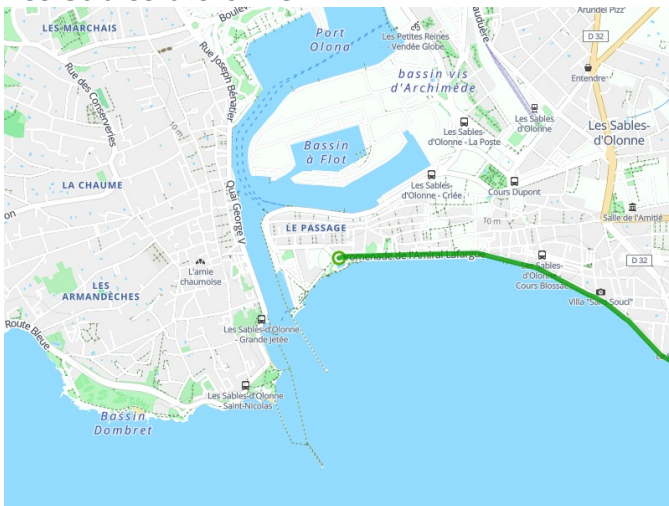 Boule
LES MARCHAIS
Port
Olona
Les Petites Reines
- Vendée Globe
Arundel Pizz'
D 32
Rue Joseph Bénatier
Rue des Conserveries
bassin vis
d'Archimède
Entendre
10 m
Les Sables-
d'Olonne - La Poste
Les Sables
d'Olonne
Les Sables-
d'Olonne
Bassin
à Flot
LA CHAUME
Quai George V
Les Sables-
d'Olonne - Criée
Cours Dupont
on
10 m
Salle de l'Amitié
LE PASSAGE
Promenade de l'Amiral Lafargue
D 32
L'amie
chaumoise
Les Sables-
d'Olonne -
Cours Blossac
LES
ARMANDÈCHES
Villa "Sans Souci"
Route Bleue
Les Sables-d'Olonne
- Grande Jetée
Les Sables-d'Olonne
Saint-Nicolas
Bassin
Dombret